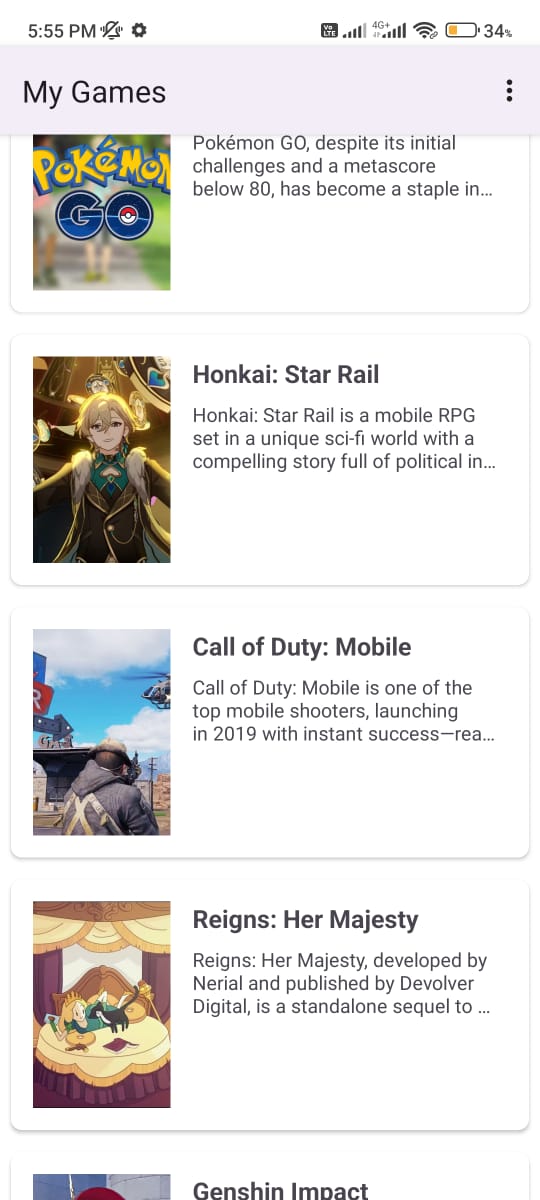 5:55 PM
Vo LTE
4G+
34%
My Games
POKÉMON
GO
Pokémon GO, despite its initial
challenges and a metascore
below 80, has become a staple in...
Honkai: Star Rail
Honkai: Star Rail is a mobile RPG
set in a unique sci-fi world with a
compelling story full of political in...
Call of Duty: Mobile
R
Call of Duty: Mobile is one of the
top mobile shooters, launching
in 2019 with instant success—rea...
Reigns: Her Majesty
Reigns: Her Majesty, developed by
Nerial and published by Devolver
Digital, is a standalone sequel to ...
Genshin Impact